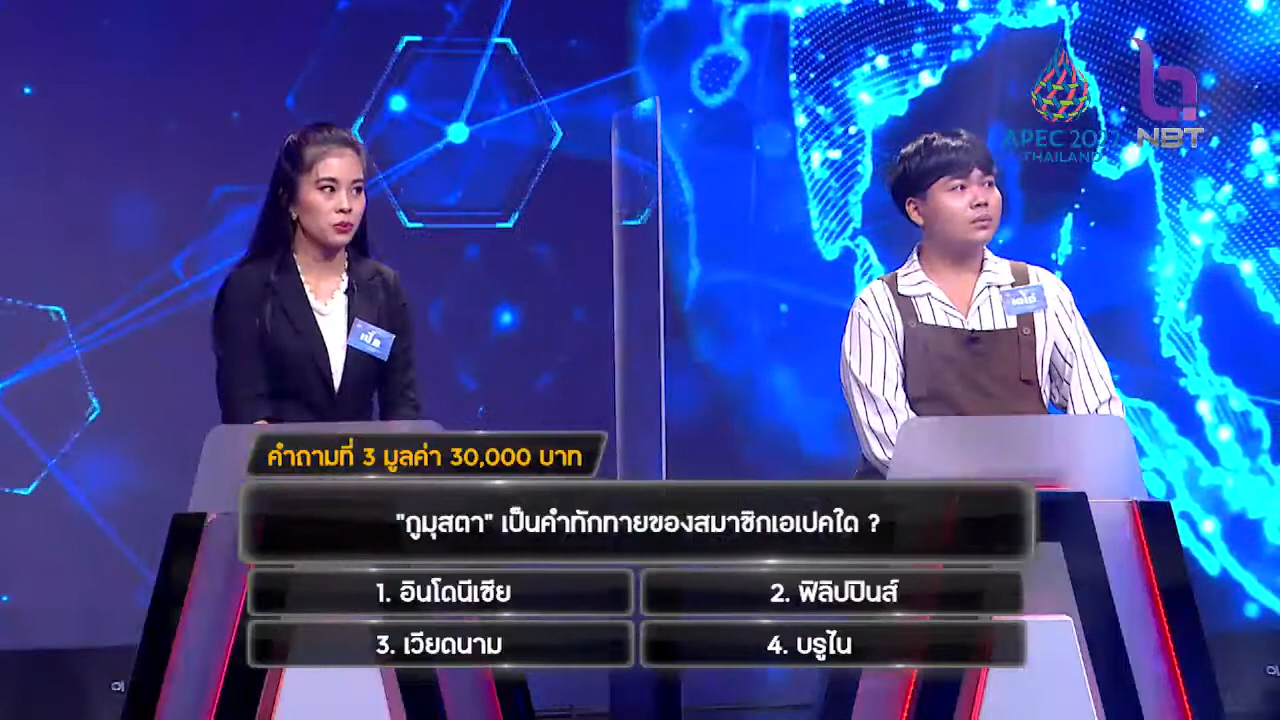 APEC 2022
THAILAND
NBT
คำถามที่ 3 มูลค่า 30,000 บาท
"กูมุสตา" เป็นคำทักทายของสมาชิกเอเปคใด ?
1. อินโดนีเซีย
2. ฟิลิปปินส์
3. เวียดนาม
4. บรูไน